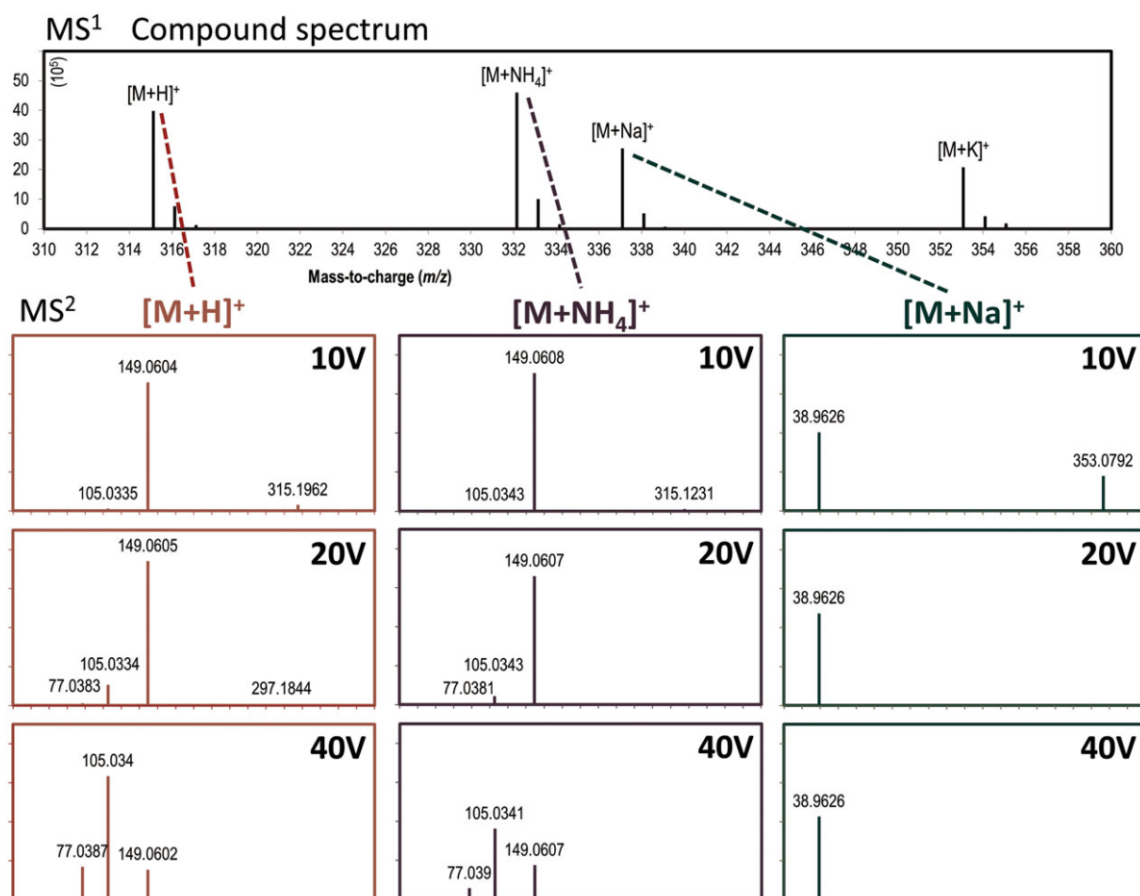 MS¹ Compound spectrum
(10⁵)
50
40
30
20
10
0
[M+H]⁺
[M+NH₄]⁺
[M+Na]⁺
[M+K]⁺
310 312 314 316 318 320 322 324 326 328 330 332 334 336 338 340 342 344 346 348 350 352 354 356 358 360
Mass-to-charge (m/z)
MS² [M+H]⁺ [M+NH₄]⁺ [M+Na]⁺
10V
149.0604
105.0335
315.1962
10V
149.0608
105.0343
315.1231
10V
38.9626
353.0792
20V
149.0605
105.0334
77.0383
297.1844
20V
149.0607
105.0343
77.0381
20V
38.9626
40V
105.034
77.0387
149.0602
40V
105.0341
77.039
149.0607
40V
38.9626